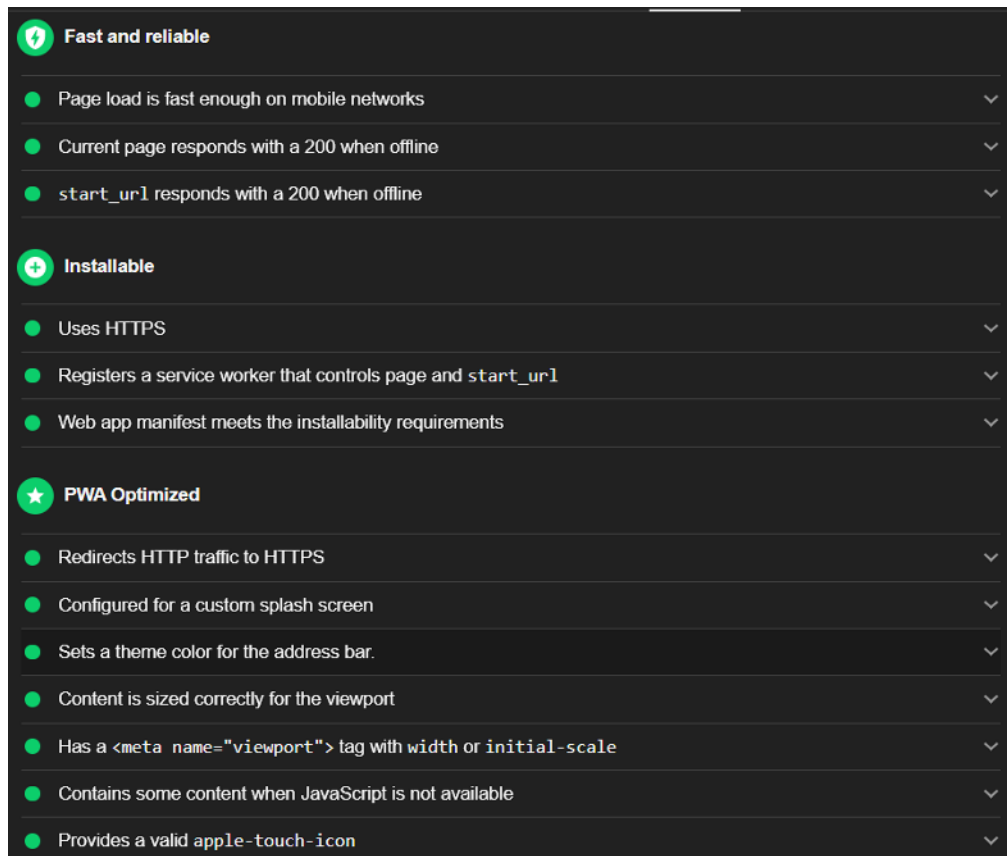 Fast and reliable
Page load is fast enough on mobile networks
Current page responds with a 200 when offline
start_url responds with a 200 when offline
Installable
Uses HTTPS
Registers a service worker that controls page and start_url
Web app manifest meets the installability requirements
PWA Optimized
Redirects HTTP traffic to HTTPS
Configured for a custom splash screen
Sets a theme color for the address bar.
Content is sized correctly for the viewport
Has a <meta name="viewport"> tag with width or initial-scale
Contains some content when JavaScript is not available
Provides a valid apple-touch-icon